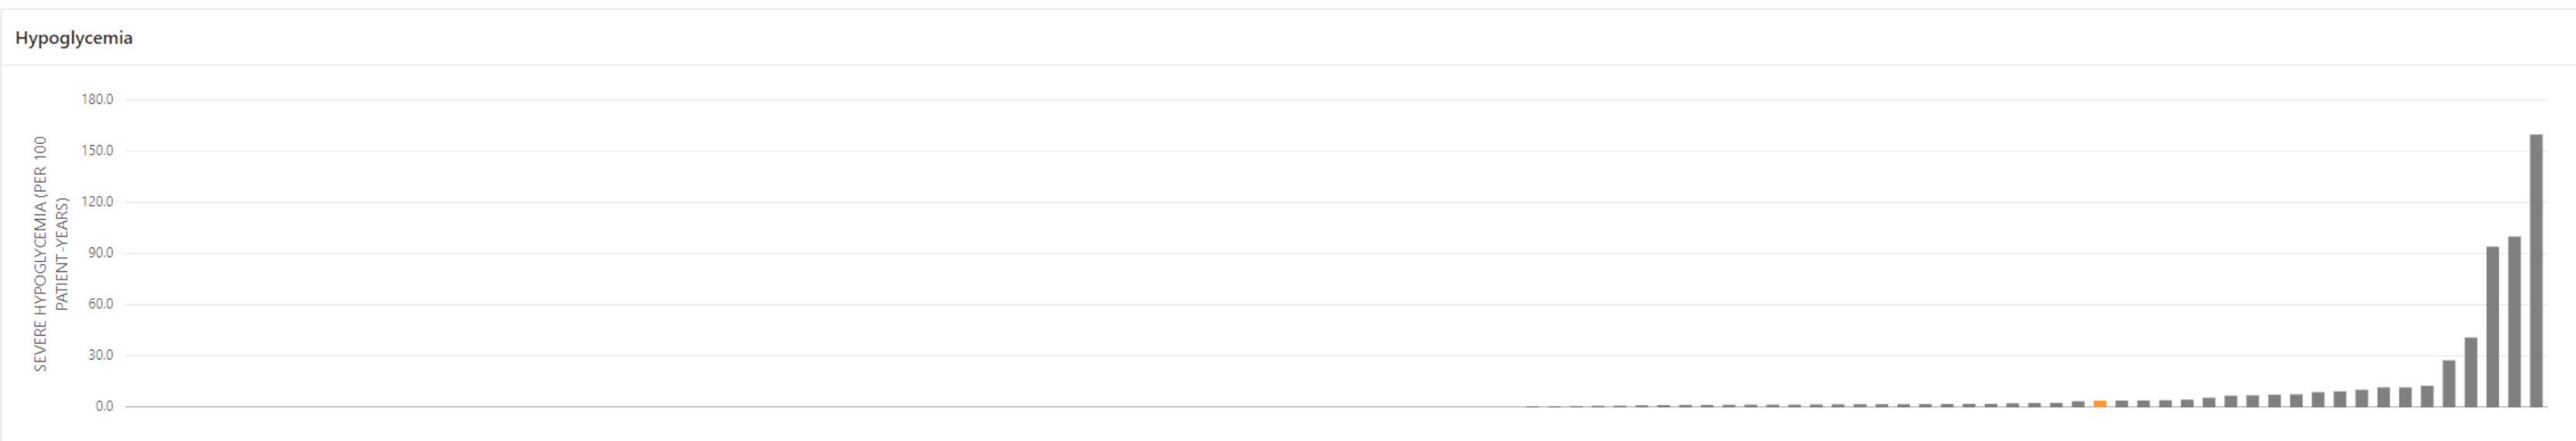 Hypoglycemia
SEVERE HYPOGLYCEMIA (PER 100
PATIENT-YEARS)
180.0
150.0
120.0
90.0
60.0
30.0
0.0